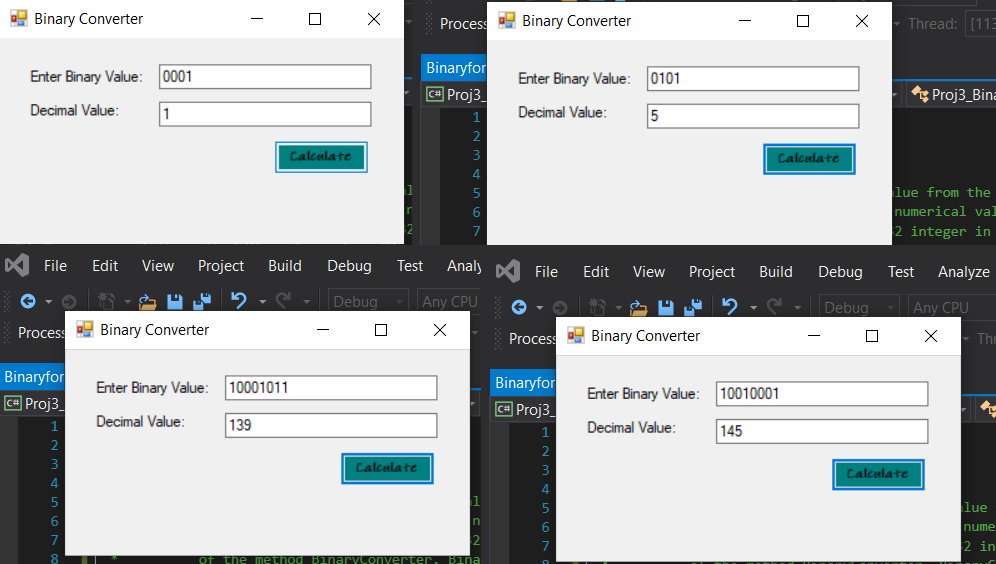 Binary Converter
Enter Binary Value: 0001
Decimal Value: 1
Calculate
Process
Thread: [113
Binaryfor
C# Proj3_
Proj3_Bina
1
2
3
4
5
6
7
Binary Converter
Enter Binary Value: 0101
Decimal Value: 5
Calculate
alue from the
numerical val
32 integer in
File Edit View Project Build Debug Test Analy
Debug Any CPU
Process
Binaryfor
C# Proj3_
1
2
3
4
5
6
7
8
Binary Converter
Enter Binary Value: 10001011
Decimal Value: 139
Calculate
* of the method BinaryConverter. Bina
File Edit View Project Build Debug Test Analyze
Debug Any CPU
Process
Binaryfor
C# Proj3_
1
2
3
4
5
6
7
8
Binary Converter
Enter Binary Value: 10010001
Decimal Value: 145
Calculate
alue
nume
32 in